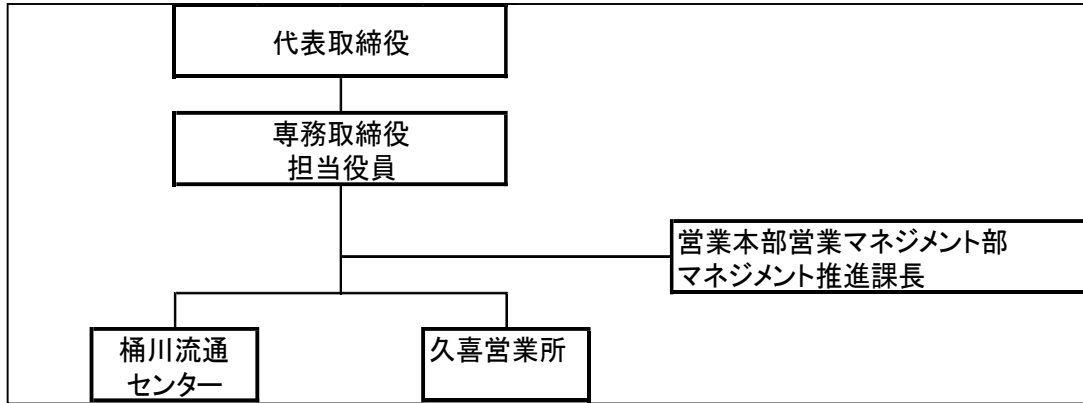 代表取締役
専務取締役
担当役員
営業本部営業マネジメント部
マネジメント推進課長
桶川流通
センター
久喜営業所